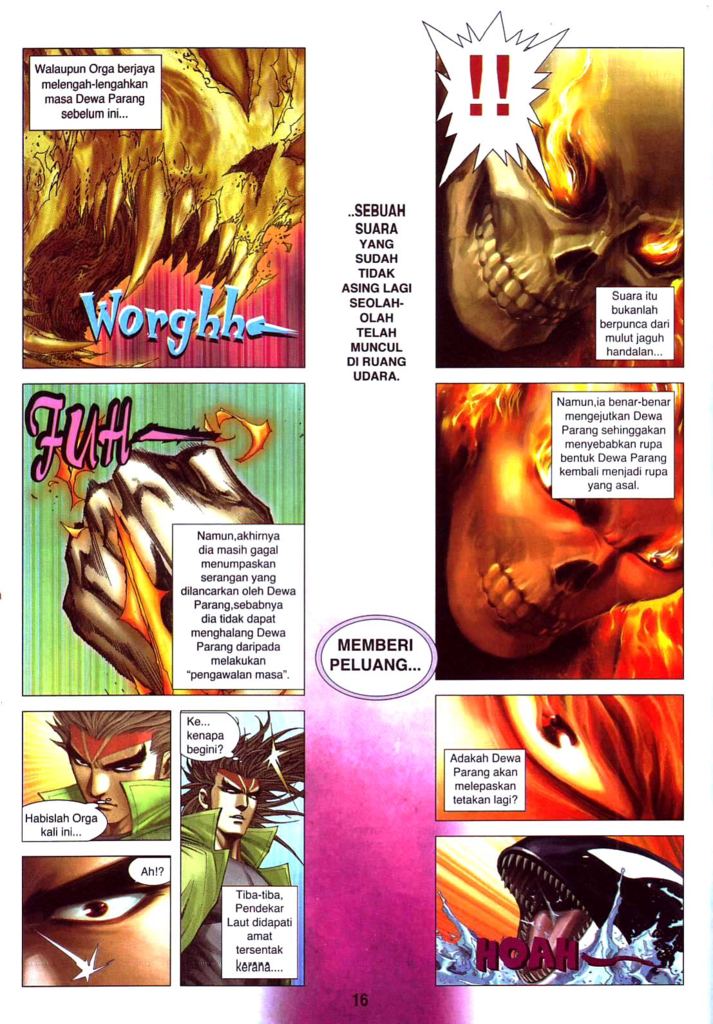 Walaupun Orga berjaya
melengah-lengahkan
masa Dewa Parang
sebelum ini...
Worghh
FUH
Namun,akhirnya
dia masih gagal
menumpaskan
serangan yang
dilancarkan oleh Dewa
Parang,sebabnya
dia tidak dapat
menghalang Dewa
Parang daripada
melakukan
“pengawalan masa”.
Habislah Orga
kali ini...
Ah!?
Ke...
kenapa
begini?
Tiba-tiba,
Pendekar
Laut didapati
amat
tersentak
kerana....
..SEBUAH
SUARA
YANG
SUDAH
TIDAK
ASING LAGI
SEOLAH-
OLAH
TELAH
MUNCUL
DI RUANG
UDARA.
MEMBERI
PELUANG...
!!
Suara itu
bukanlah
berpunca dari
mulut jaguh
handalan...
Namun,ia benar-benar
mengejutkan Dewa
Parang sehinggakan
menyebabkan rupa
bentuk Dewa Parang
kembali menjadi rupa
yang asal.
Adakah Dewa
Parang akan
melepaskan
tetakan lagi?
HOAH
16